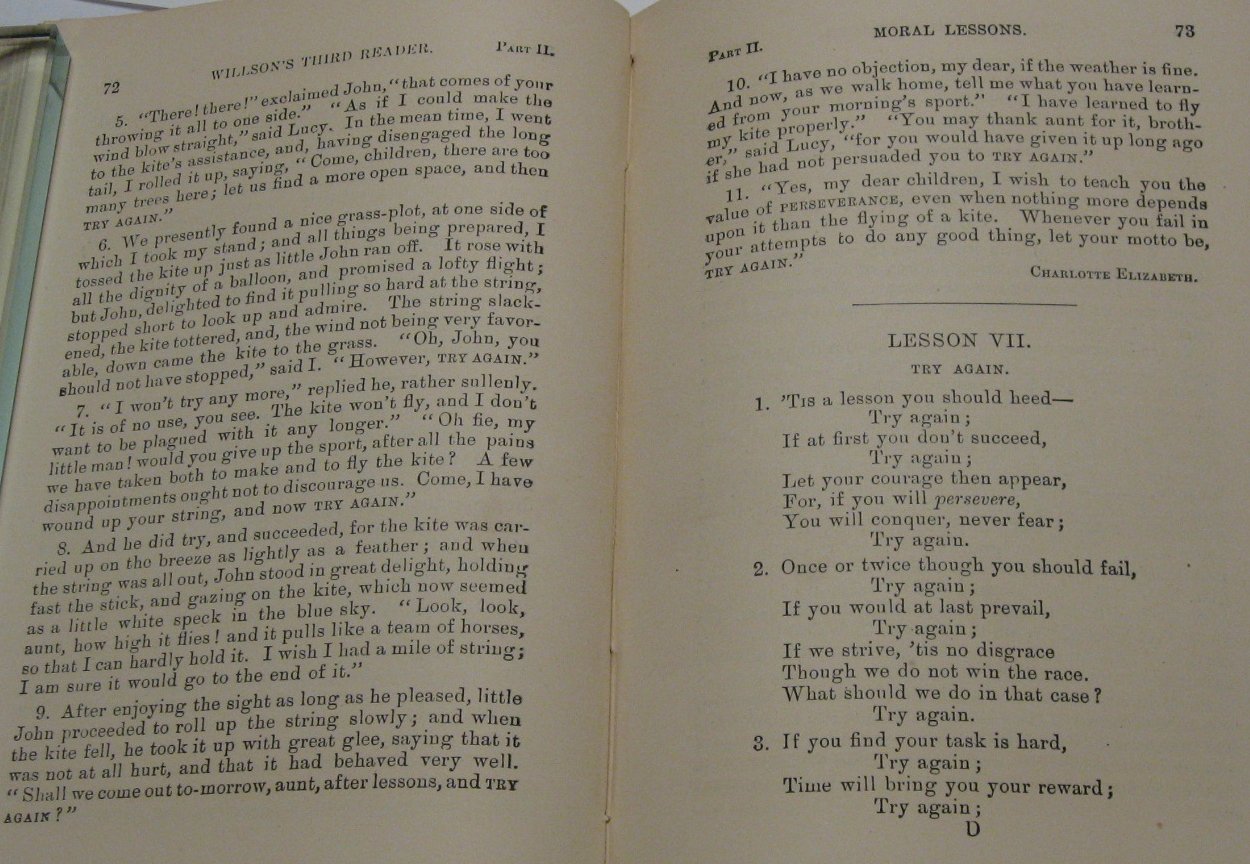 72
WILLSON'S THIRD READER.
PART II.
5. "There! there!" exclaimed John, "that comes of your
throwing it all to one side." "As if I could make the
wind blow straight," said Lucy. In the mean time, I went
to the kite's assistance, and, having disengaged the long
tail, I rolled it up, saying, "Come, children, there are too
many trees here; let us find a more open space, and then
TRY AGAIN."
6. We presently found a nice grass-plot, at one side of
which I took my stand; and all things being prepared, I
tossed the kite up just as little John ran off. It rose with
all the dignity of a balloon, and promised a lofty flight;
but John, delighted to find it pulling so hard at the string,
stopped short to look up and admire. The string slack-
ened, the kite tottered, and, the wind not being very favor-
able, down came the kite to the grass. "Oh, John, you
should not have stopped," said I. "However, TRY AGAIN."
7. "I won't try any more," replied he, rather sullenly.
"It is of no use, you see. The kite won't fly, and I don't
want to be plagued with it any longer." "Oh fie, my
little man! would you give up the sport, after all the pains
we have taken both to make and to fly the kite? A few
disappointments ought not to discourage us. Come, I have
wound up your string, and now TRY AGAIN."
8. And he did try, and succeeded, for the kite was car-
ried up on the breeze as lightly as a feather; and when
the string was all out, John stood in great delight, holding
fast the stick, and gazing on the kite, which now seemed
as a little white speck in the blue sky. "Look, look,
aunt, how high it flies! and it pulls like a team of horses,
so that I can hardly hold it. I wish I had a mile of string;
I am sure it would go to the end of it."
9. After enjoying the sight as long as he pleased, little
John proceeded to roll up the string slowly; and when
the kite fell, he took it up with great glee, saying that it
was not at all hurt, and that it had behaved very well.
"Shall we come out to-morrow, aunt, after lessons, and TRY
AGAIN?"
PART II.
MORAL LESSONS.
73
10. "I have no objection, my dear, if the weather is fine.
And now, as we walk home, tell me what you have learn-
ed from your morning's sport." "I have learned to fly
my kite properly." "You may thank aunt for it, broth-
er," said Lucy, "for you would have given it up long ago
if she had not persuaded you to TRY AGAIN."
11. "Yes, my dear children, I wish to teach you the
value of PERSEVERANCE, even when nothing more depends
upon it than the flying of a kite. Whenever you fail in
your attempts to do any good thing, let your motto be,
TRY AGAIN."
CHARLOTTE ELIZABETH.
LESSON VII.
TRY AGAIN.
1. 'Tis a lesson you should heed—
Try again;
If at first you don't succeed,
Try again;
Let your courage then appear,
For, if you will persevere,
You will conquer, never fear;
Try again.
2. Once or twice though you should fail,
Try again;
If you would at last prevail,
Try again;
If we strive, 'tis no disgrace
Though we do not win the race.
What should we do in that case?
Try again.
3. If you find your task is hard,
Try again;
Time will bring you your reward;
Try again;
D